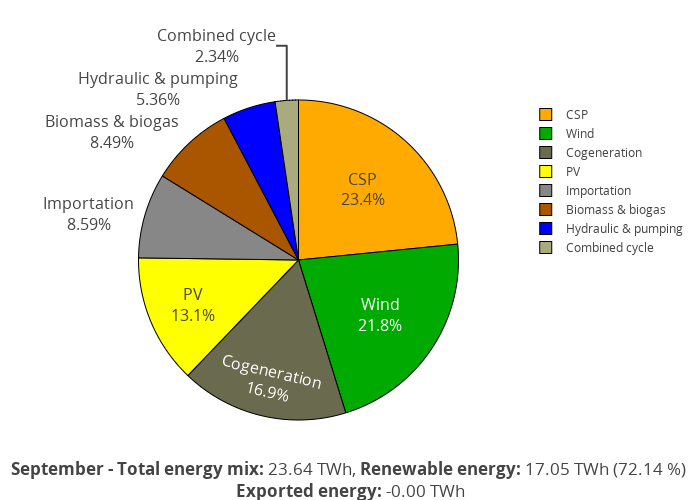 Combined cycle
2.34%
Hydraulic & pumping
5.36%
Biomass & biogas
8.49%
Importation
8.59%
CSP
23.4%
Wind
21.8%
PV
13.1%
Cogeneration
16.9%
CSP
Wind
Cogeneration
PV
Importation
Biomass & biogas
Hydraulic & pumping
Combined cycle
September - Total energy mix: 23.64 TWh, Renewable energy: 17.05 TWh (72.14 %)
Exported energy: -0.00 TWh